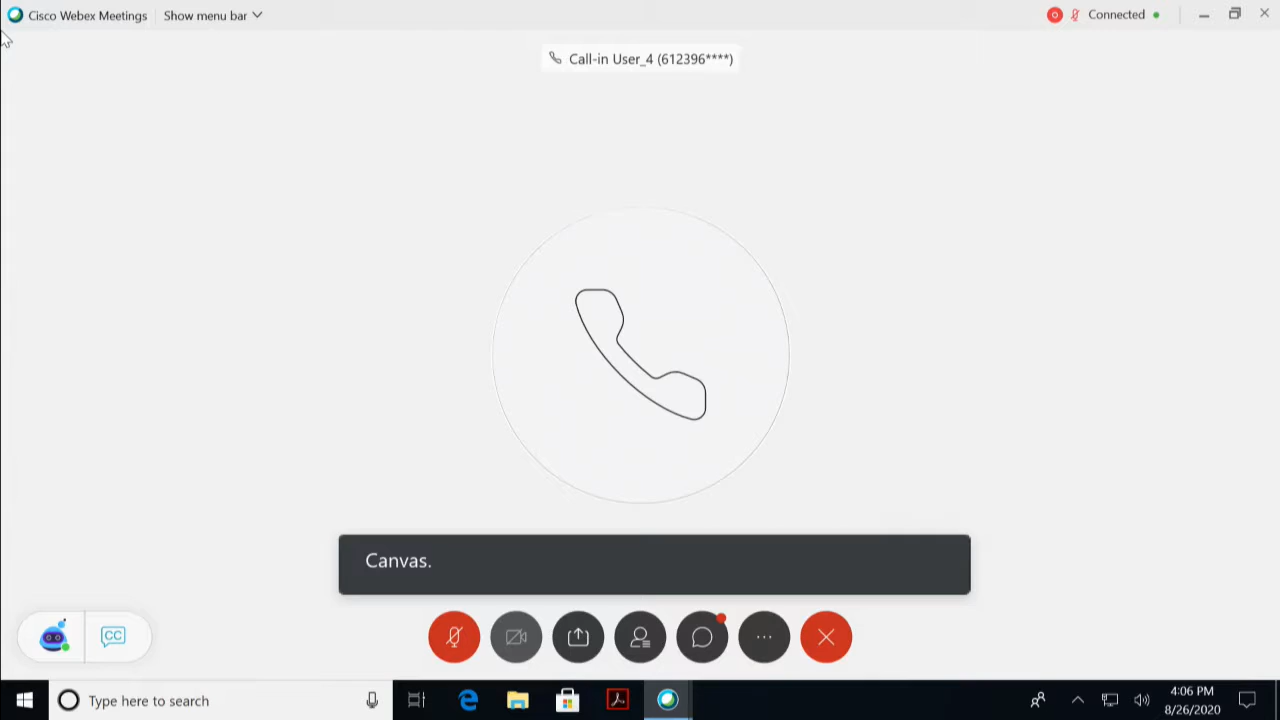 Cisco Webex Meetings
Show menu bar
Connected
Call-in User_4 (612396****)
Canvas.
CC
Type here to search
4:06 PM
8/26/2020